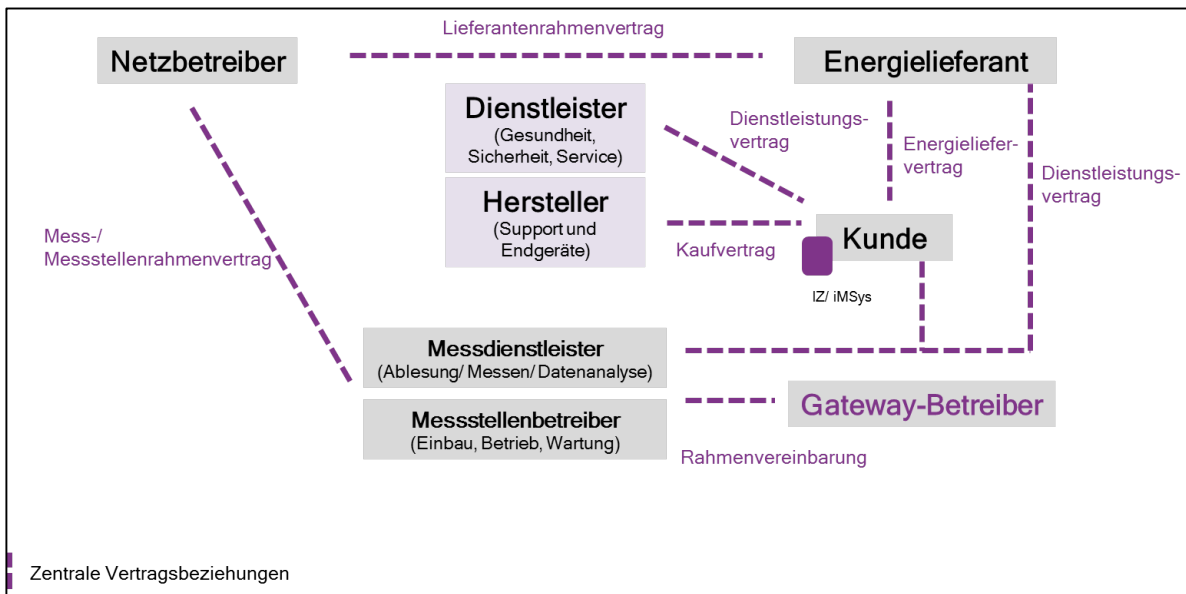 Lieferantenrahmenvertrag
Netzbetreiber
Energielieferant
Dienstleister
(Gesundheit,
Sicherheit, Service)
Dienstleistungs-
vertrag
Energieliefer-
vertrag
Dienstleistungs-
vertrag
Hersteller
(Support und
Endgeräte)
Kaufvertrag
Kunde
IZ/ iMSys
Mess-/
Messstellenrahmenvertrag
Messdienstleister
(Ablesung/ Messen/ Datenanalyse)
Messstellenbetreiber
(Einbau, Betrieb, Wartung)
Gateway-Betreiber
Rahmenvereinbarung
Zentrale Vertragsbeziehungen